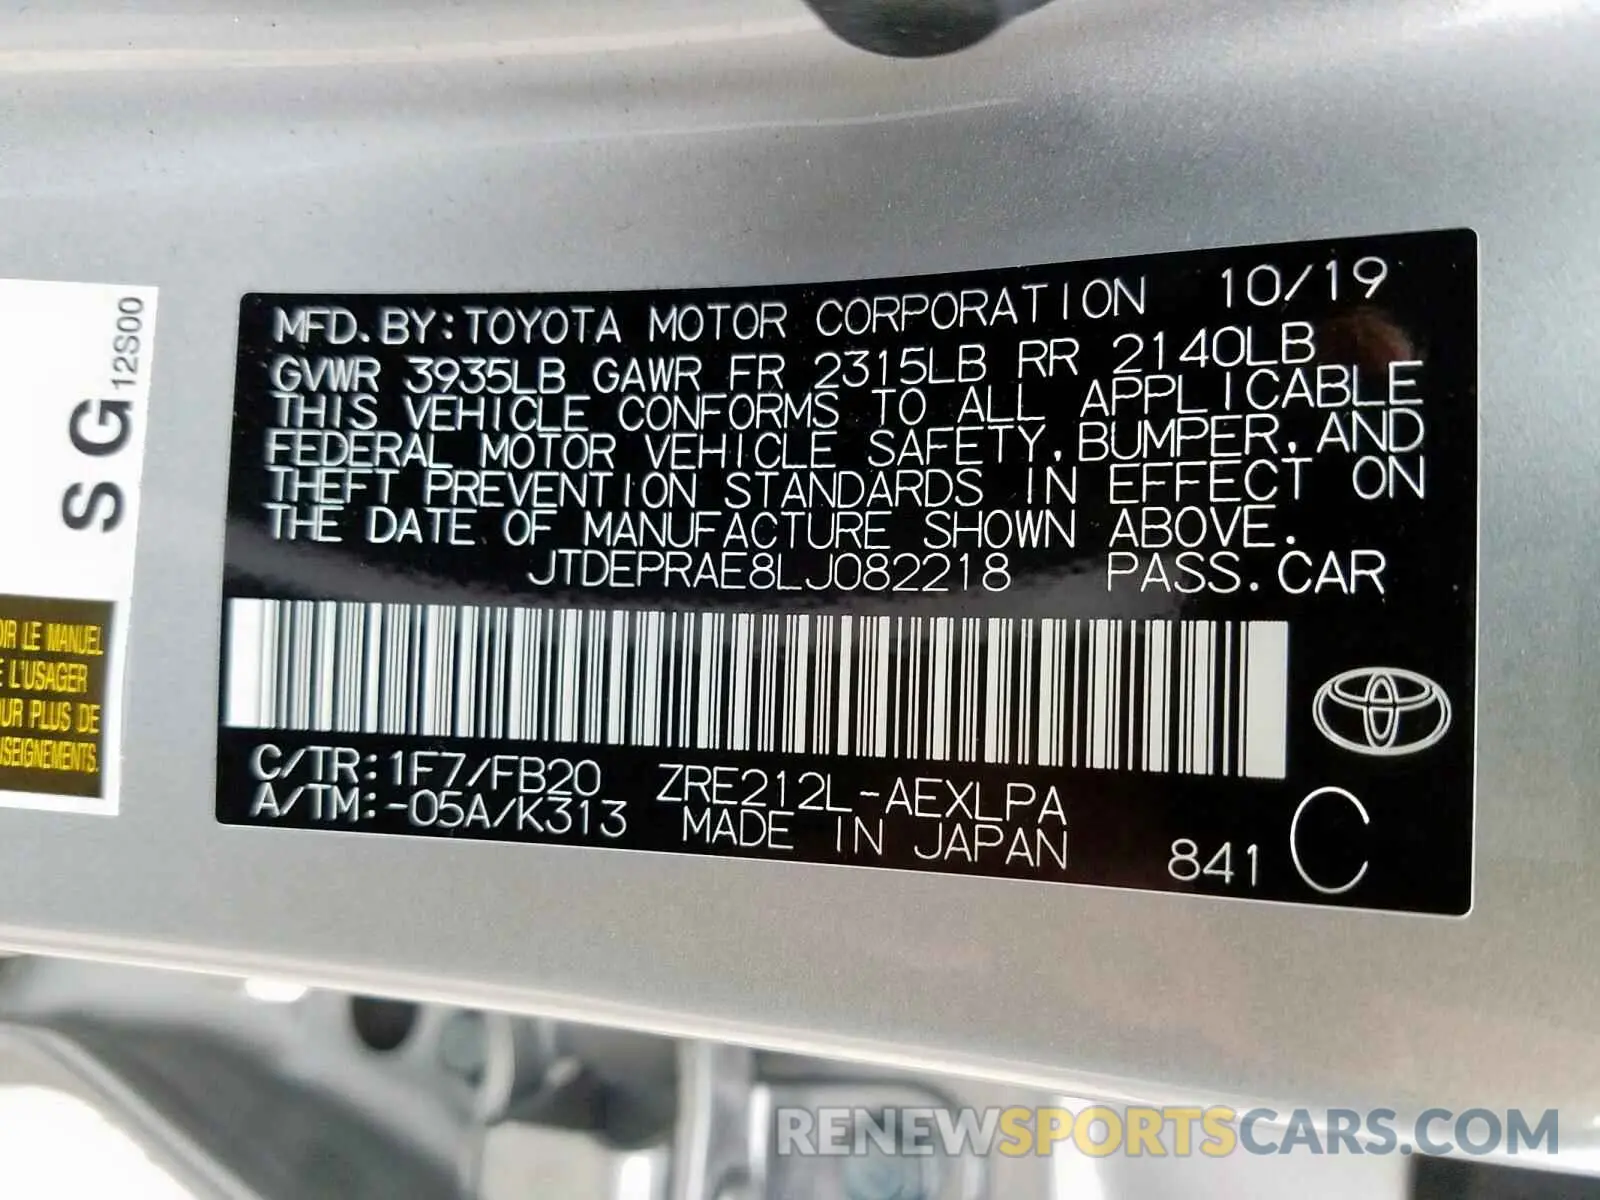 MFD. BY: TOYOTA MOTOR CORPORATION 10/19
GVWR 3935LB GAWR FR 2315LB RR 2140LB
THIS VEHICLE CONFORMS TO ALL APPLICABLE
FEDERAL MOTOR VEHICLE SAFETY, BUMPER, AND
THEFT PREVENTION STANDARDS IN EFFECT ON
THE DATE OF MANUFACTURE SHOWN ABOVE.
JTDEPRAE8LJ082218 PASS. CAR
C/TR: 1F7/FB20 ZRE212L-AEXLPA
A/TM: -05A/K313 MADE IN JAPAN
841 C
S G 12S00
LE MANUEL
L'USAGER
PLUS DE
RENEWSPORTSCARS.COM